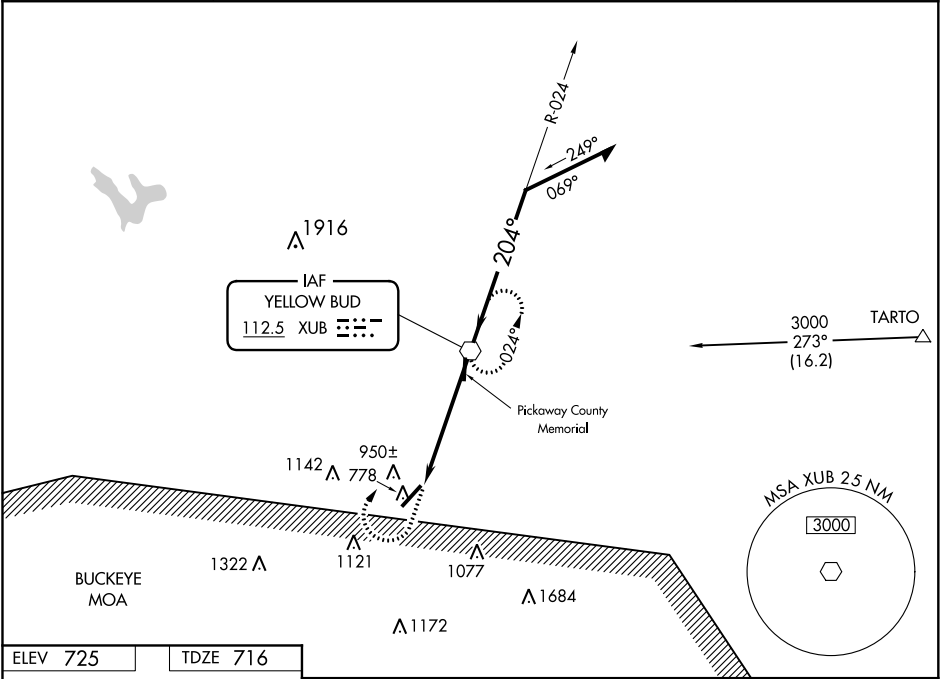 R-024
249°
069°
1916
204°
IAF
YELLOW BUD
112.5 XUB
024°
3000
273°
(16.2)
TARTO
Pickaway County
Memorial
950±
1142
778
MSA XUB 25 NM
3000
1322
1121
1077
BUCKEYE
MOA
1684
1172
ELEV 725
TDZE 716